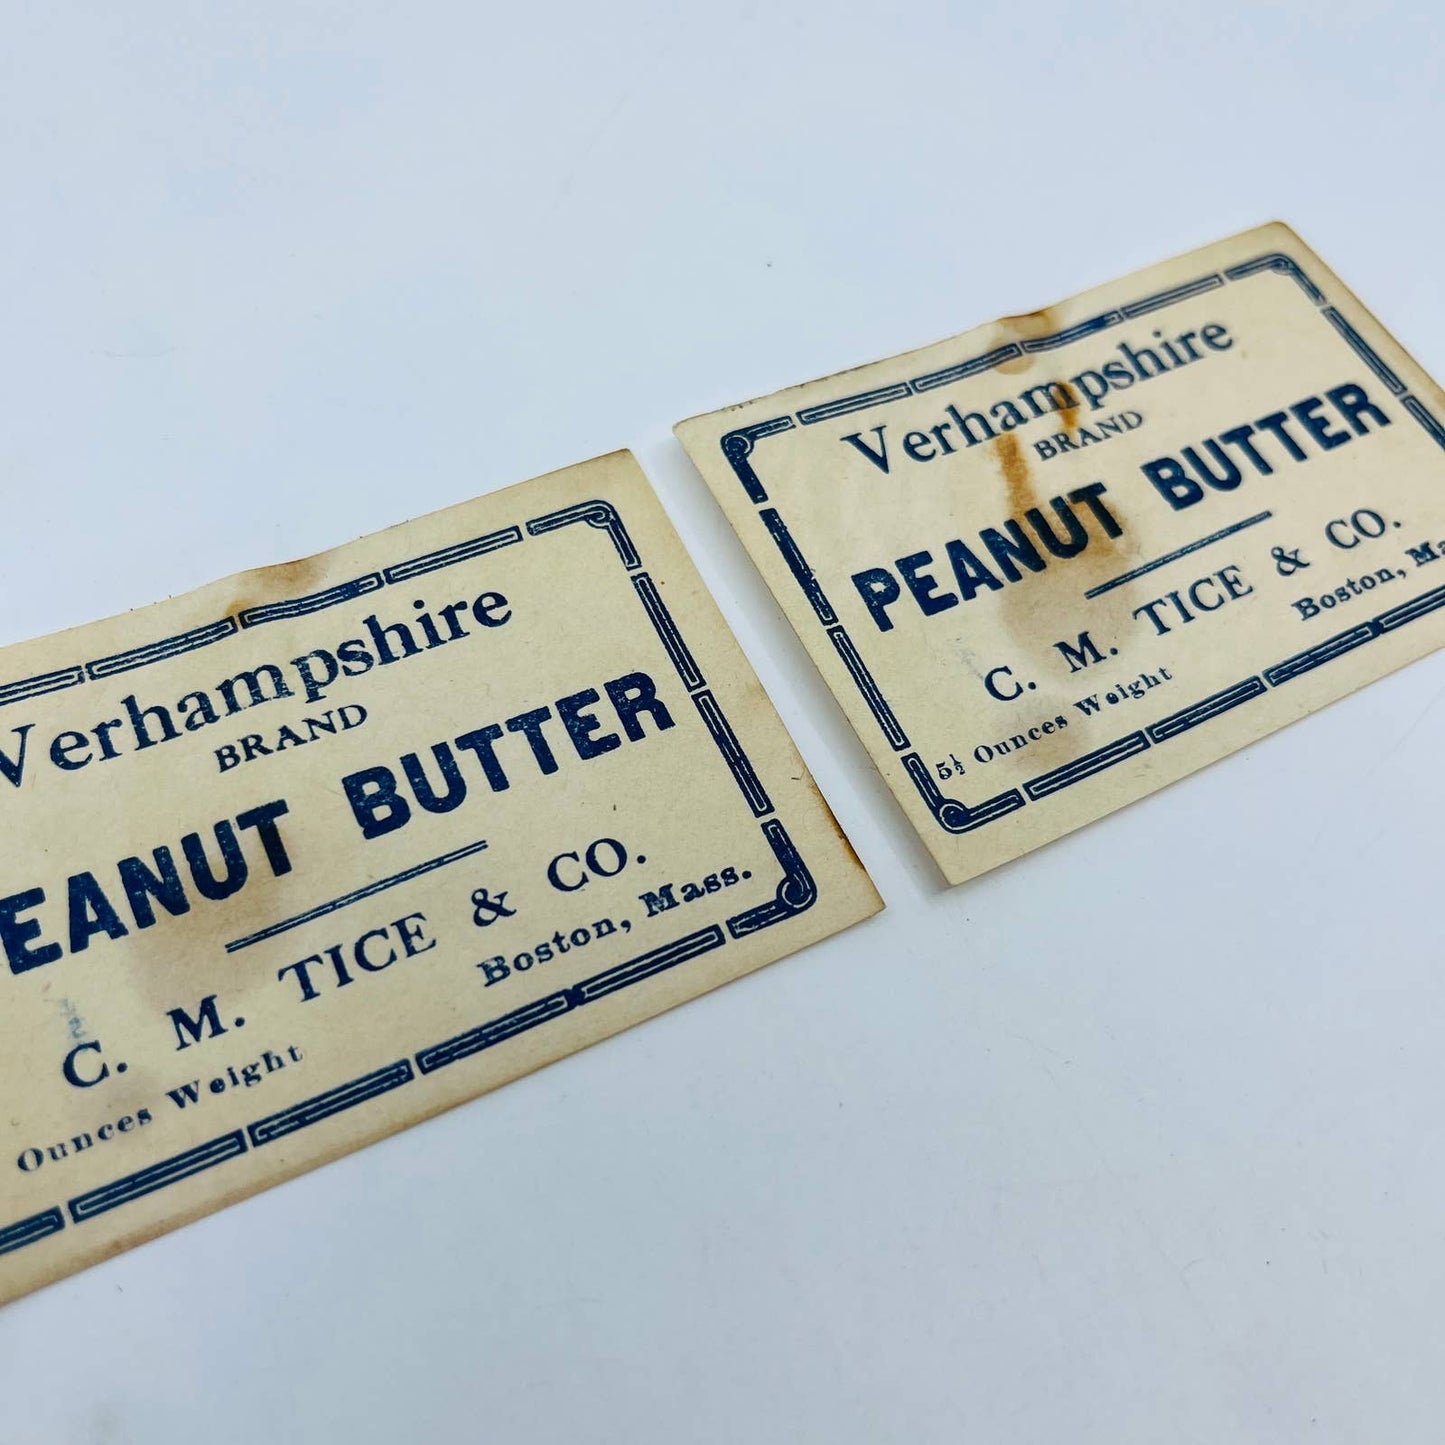 Verhampshire
BRAND
EANUT BUTTER
C. M. TICE & CO.
Boston, Mass.
Ounces Weight
Verhampshire
BRAND
PEANUT BUTTER
C. M. TICE & CO.
Boston, Ma
5½ Ounces Weight